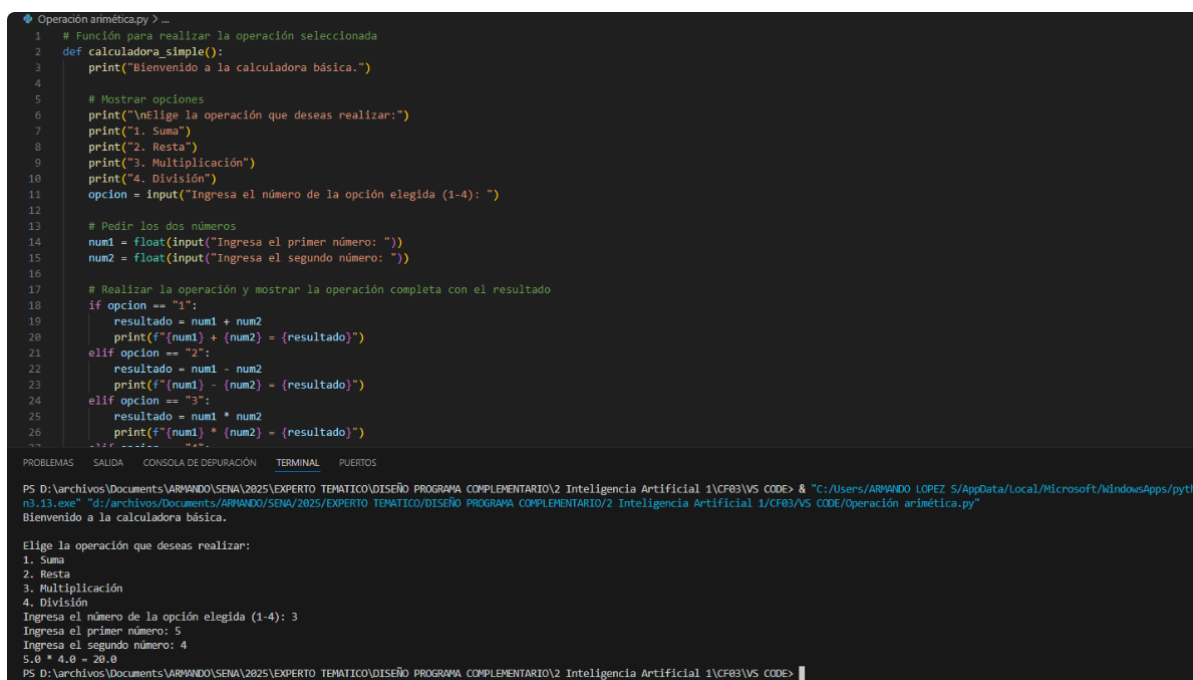 Operación arimética.py > ...
1 # Función para realizar la operación seleccionada
2 def calculadora_simple():
3 print("Bienvenido a la calculadora básica.")
4
5 # Mostrar opciones
6 print("\nElige la operación que deseas realizar:")
7 print("1. Suma")
8 print("2. Resta")
9 print("3. Multiplicación")
10 print("4. División")
11 opcion = input("Ingresa el número de la opción elegida (1-4): ")
12
13 # Pedir los dos números
14 num1 = float(input("Ingresa el primer número: "))
15 num2 = float(input("Ingresa el segundo número: "))
16
17 # Realizar la operación y mostrar la operación completa con el resultado
18 if opcion == "1":
19 resultado = num1 + num2
20 print(f"{num1} + {num2} = {resultado}")
21 elif opcion == "2":
22 resultado = num1 - num2
23 print(f"{num1} - {num2} = {resultado}")
24 elif opcion == "3":
25 resultado = num1 * num2
26 print(f"{num1} * {num2} = {resultado}")
PROBLEMAS SALIDA CONSOLA DE DEPURACIÓN TERMINAL PUERTOS
PS D:\archivos\Documents\ARMANDO\SENA\2025\EXPERTO TEMATICO\DISEÑO PROGRAMA COMPLEMENTARIO\2 Inteligencia Artificial 1\CF03\VS CODE> & "C:/Users/ARMANDO LOPEZ S/AppData/Local/Microsoft/WindowsApps/pyth
n3.13.exe" "d:/archivos/Documents/ARMANDO/SENA/2025/EXPERTO TEMATICO/DISEÑO PROGRAMA COMPLEMENTARIO/2 Inteligencia Artificial 1/CF03/VS CODE/Operación arimética.py"
Bienvenido a la calculadora básica.
Elige la operación que deseas realizar:
1. Suma
2. Resta
3. Multiplicación
4. División
Ingresa el número de la opción elegida (1-4): 3
Ingresa el primer número: 5
Ingresa el segundo número: 4
5.0 * 4.0 = 20.0
PS D:\archivos\Documents\ARMANDO\SENA\2025\EXPERTO TEMATICO\DISEÑO PROGRAMA COMPLEMENTARIO\2 Inteligencia Artificial 1\CF03\VS CODE>